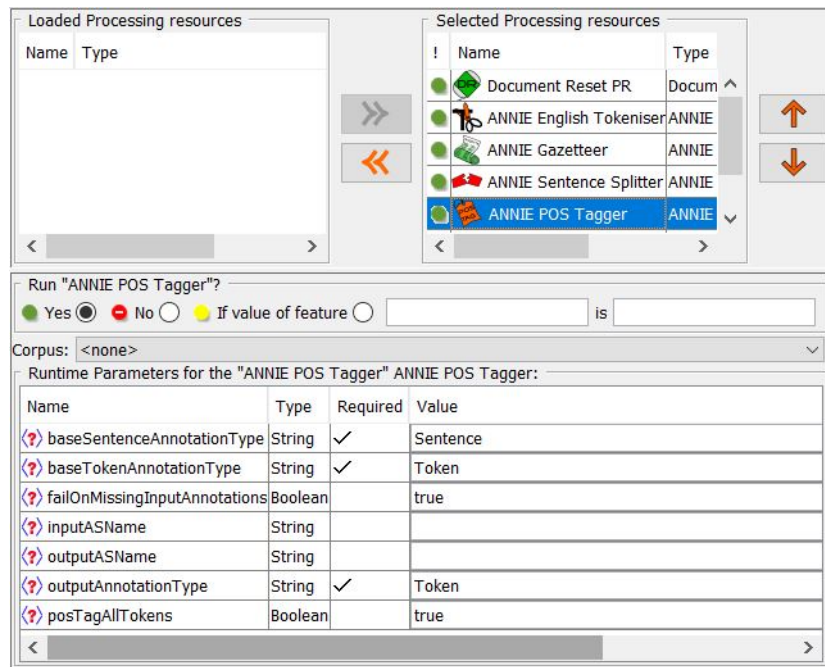 Loaded Processing resources
Name Type
Selected Processing resources
! Name Type
Document Reset PR Docum
ANNIE English Tokeniser ANNIE
ANNIE Gazetteer ANNIE
ANNIE Sentence Splitter ANNIE
ANNIE POS Tagger ANNIE
Run "ANNIE POS Tagger"?
Yes No If value of feature is
Corpus: <none>
Runtime Parameters for the "ANNIE POS Tagger" ANNIE POS Tagger:
Name Type Required Value
<?> baseSentenceAnnotationType String ✓ Sentence
<?> baseTokenAnnotationType String ✓ Token
<?> failOnMissingInputAnnotations Boolean true
<?> inputASName String
<?> outputASName String
<?> outputAnnotationType String ✓ Token
<?> posTagAllTokens Boolean true